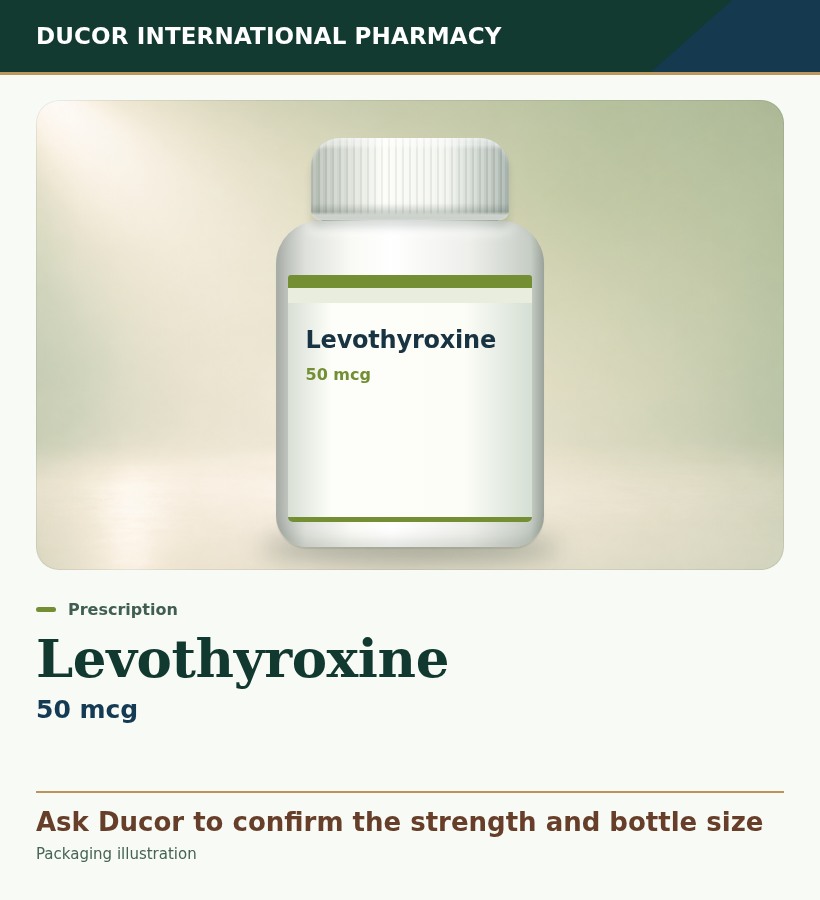 DUCOR INTERNATIONAL PHARMACY
Levothyroxine
50 mcg
Prescription
Levothyroxine
50 mcg
Ask Ducor to confirm the strength and bottle size
Packaging illustration